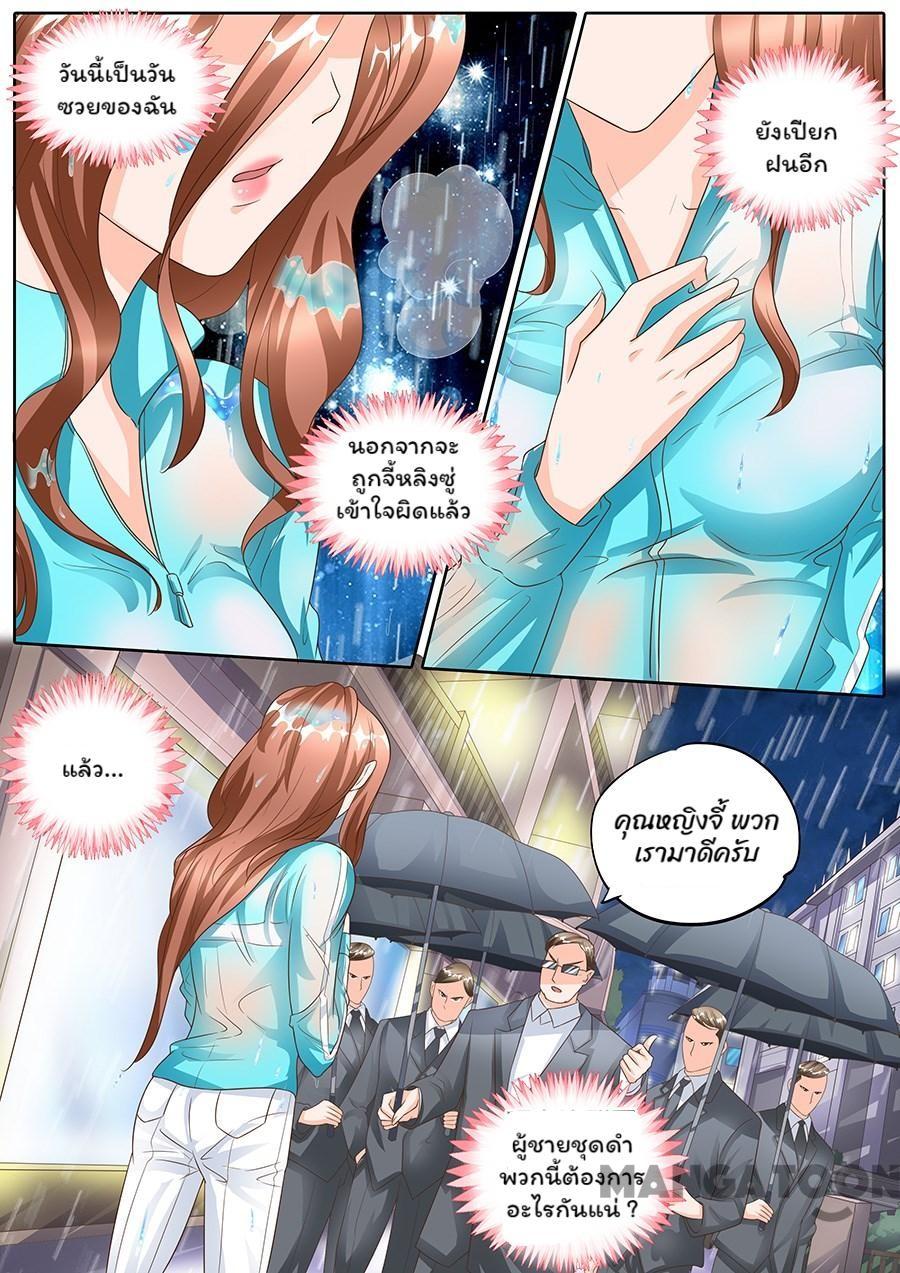 วันนี้เป็นวัน
ซวยของฉัน
นอกจากจะ
ถูกจี้หลิงซู่
เข้าใจผิดแล้ว
ยังเปียก
ฝนอีก
แล้ว...
คุณหญิงจี้ พวก
เรามาดีครับ
ผู้ชายชุดดำ
พวกนี้ต้องการ
อะไรกันแน่ ?
MANGATOON